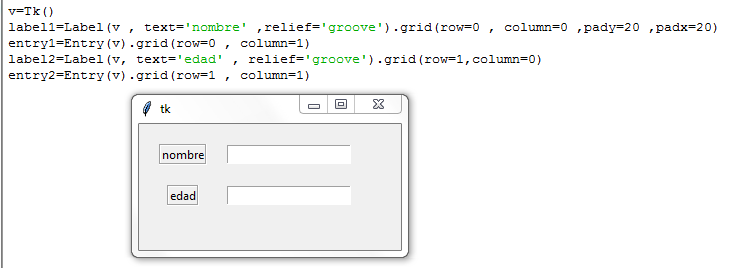 v=Tk()
label1=Label(v , text='nombre' ,relief='groove').grid(row=0 , column=0 ,pady=20 ,padx=20)
entry1=Entry(v).grid(row=0 , column=1)
label2=Label(v, text='edad' , relief='groove').grid(row=1,column=0)
entry2=Entry(v).grid(row=1 , column=1)
tk
nombre
edad